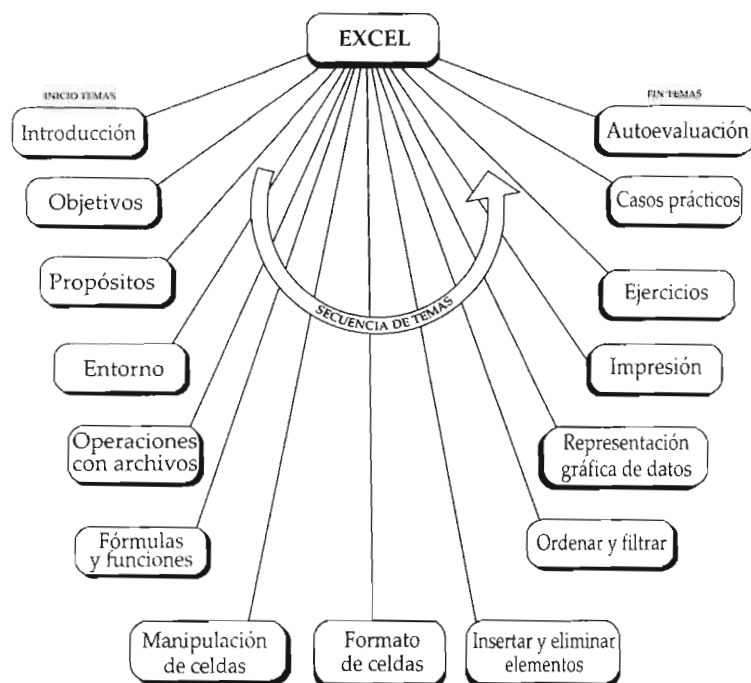 EXCEL
INICIO TEMAS
FIN TEMAS
Introducción
Autoevaluación
Objetivos
Casos prácticos
Propósitos
Ejercicios
SECUENCIA DE TEMAS
Entorno
Impresión
Operaciones
con archivos
Representación
gráfica de datos
Fórmulas
y funciones
Ordenar y filtrar
Manipulación
de celdas
Formato
de celdas
Insertar y eliminar
elementos